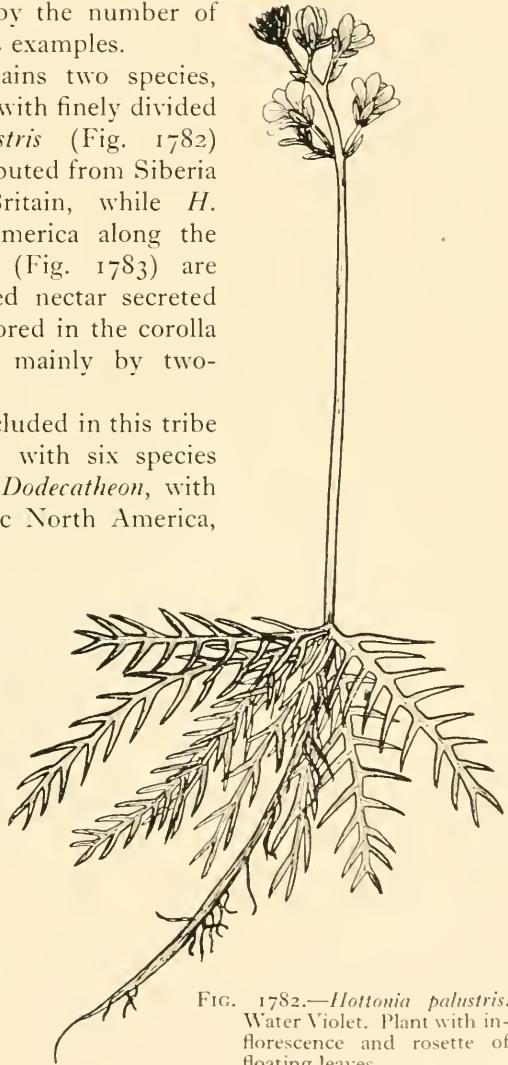 by the number of
examples.
ains two species,
with finely divided
stris (Fig. 1782)
buted from Siberia
Britain, while H.
merica along the
(Fig. 1783) are
ed nectar secreted
ored in the corolla
mainly by two-
cluded in this tribe
with six species
Dodecatheon, with
c North America,
FIG. 1782.—Hottonia palustris.
Water Violet. Plant with in-
florescence and rosette of
floating leaves.